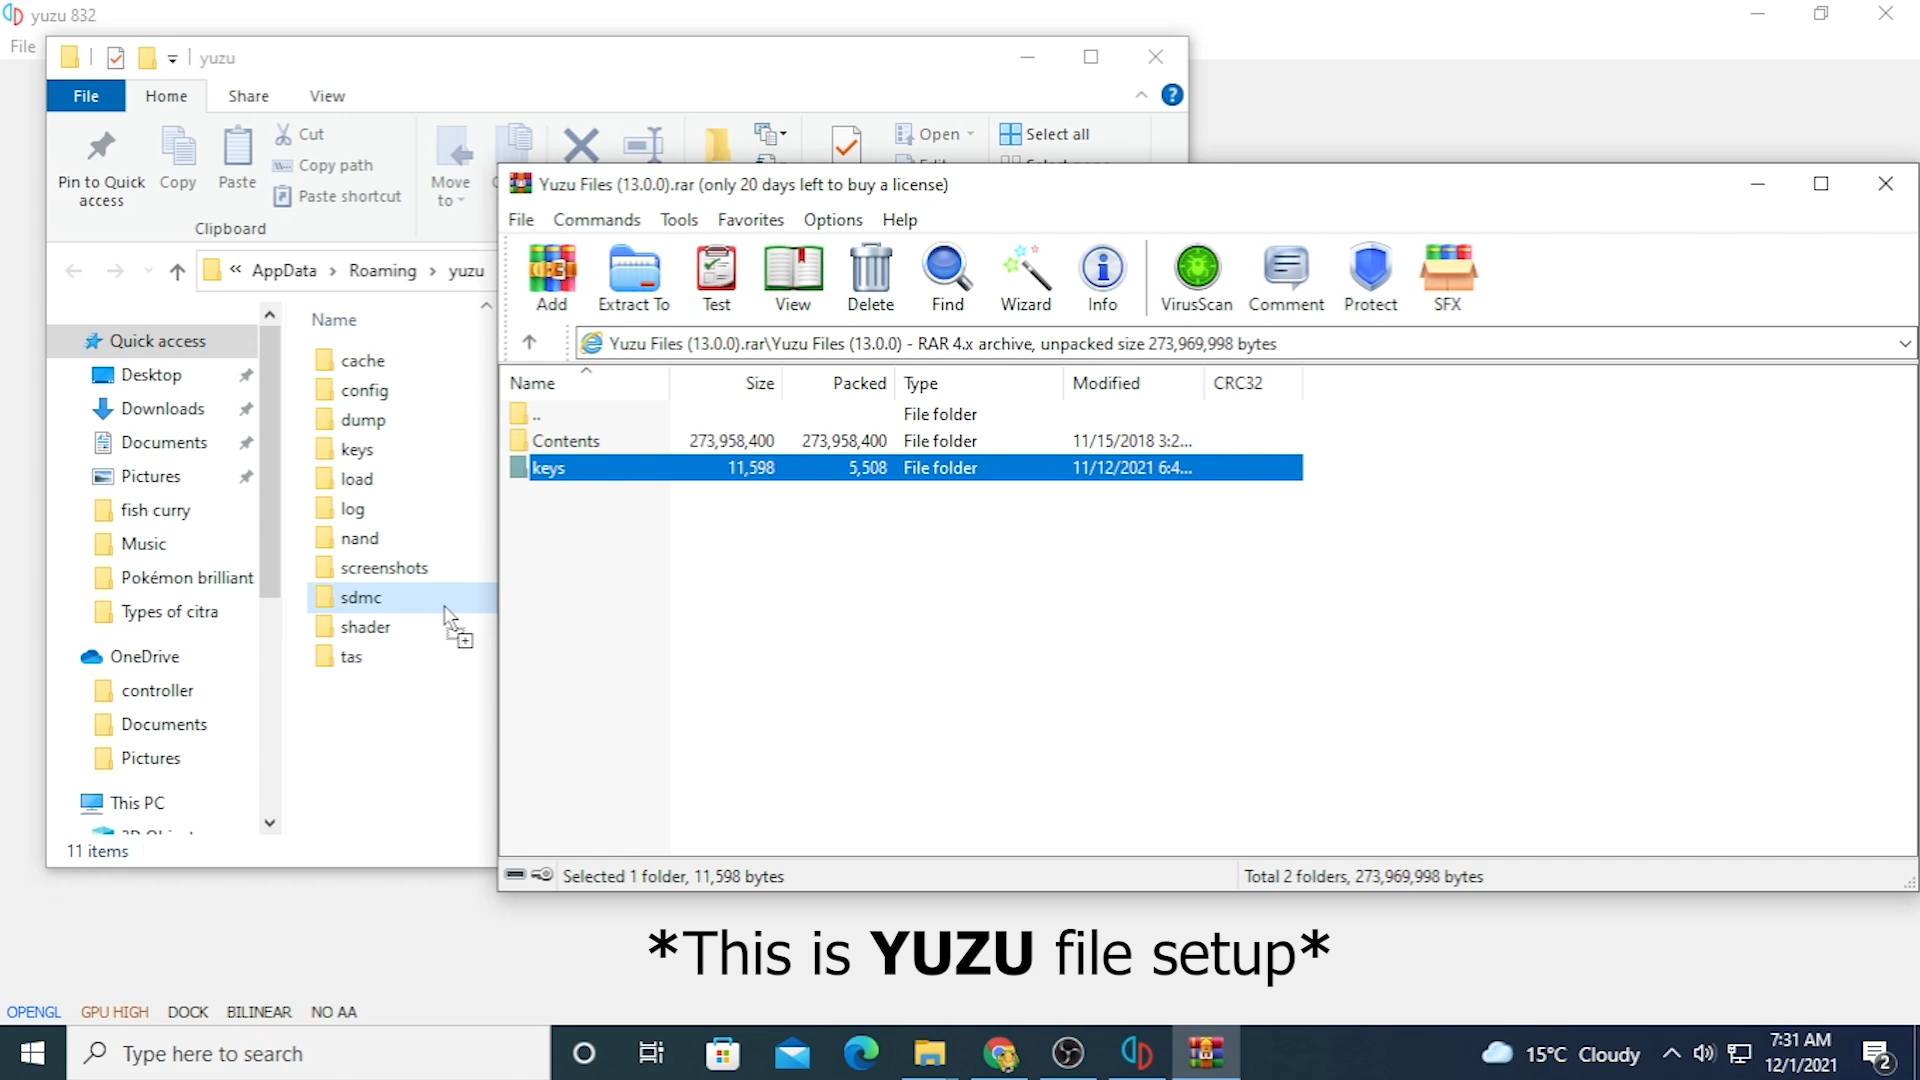 yuzu 832
File
yuzu
File Home Share View
Pin to Quick access
Copy
Paste
Cut
Copy path
Paste shortcut
Move to
Open
Select all
Clipboard
« AppData › Roaming › yuzu
Quick access
Desktop
Downloads
Documents
Pictures
fish curry
Music
Pokémon brilliant
Types of citra
OneDrive
controller
Documents
Pictures
This PC
Name
cache
config
dump
keys
load
log
nand
screenshots
sdmc
shader
tas
11 items
Yuzu Files (13.0.0).rar (only 20 days left to buy a license)
File Commands Tools Favorites Options Help
Add Extract To Test View Delete Find Wizard Info VirusScan Comment Protect SFX
Yuzu Files (13.0.0).rar\Yuzu Files (13.0.0) - RAR 4.x archive, unpacked size 273,969,998 bytes
Name Size Packed Type Modified CRC32
.. File folder
Contents 273,958,400 273,958,400 File folder 11/15/2018 3:2...
keys 11,598 5,508 File folder 11/12/2021 6:4...
Selected 1 folder, 11,598 bytes
Total 2 folders, 273,969,998 bytes
*This is YUZU file setup*
OPENGL GPU HIGH DOCK BILINEAR NO AA
Type here to search
15°C Cloudy
7:31 AM
12/1/2021
2